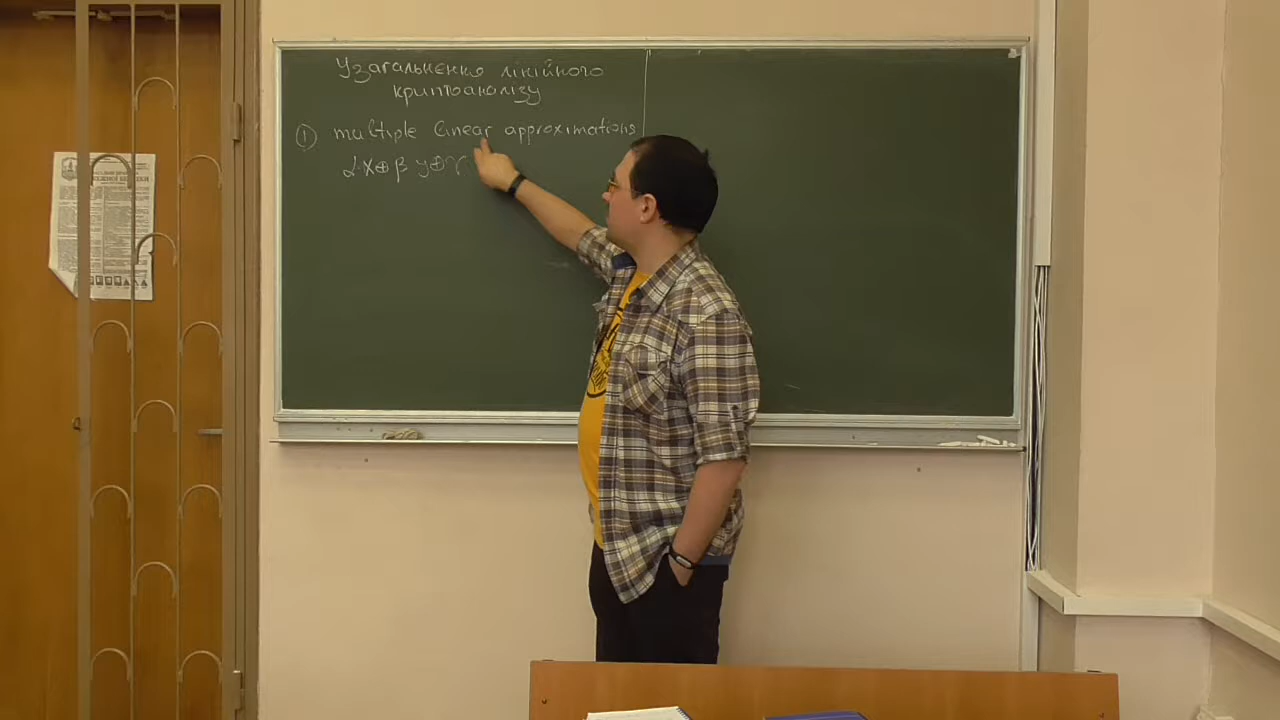 Узагальнення лінійного
криптоаналізу
① multiple linear approximations
α·x⊕β y⊕γ